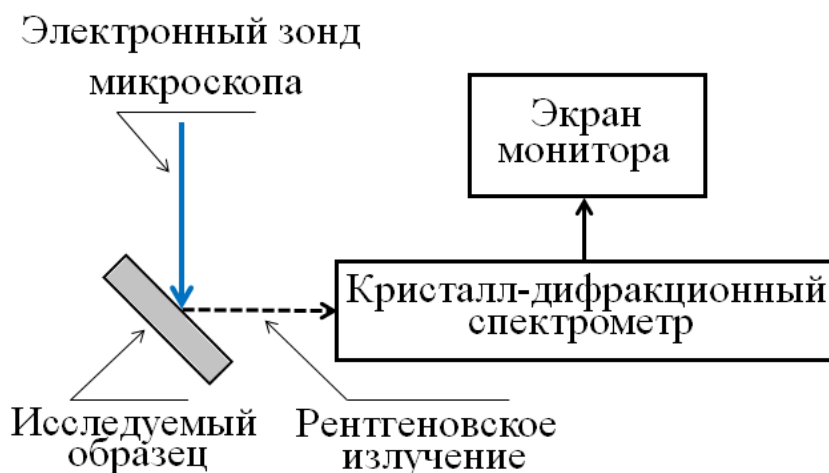 Электронный зонд
микроскопа
Экран
монитора
Кристалл-дифракционный
спектрометр
Исследуемый
образец
Рентгеновское
излучение